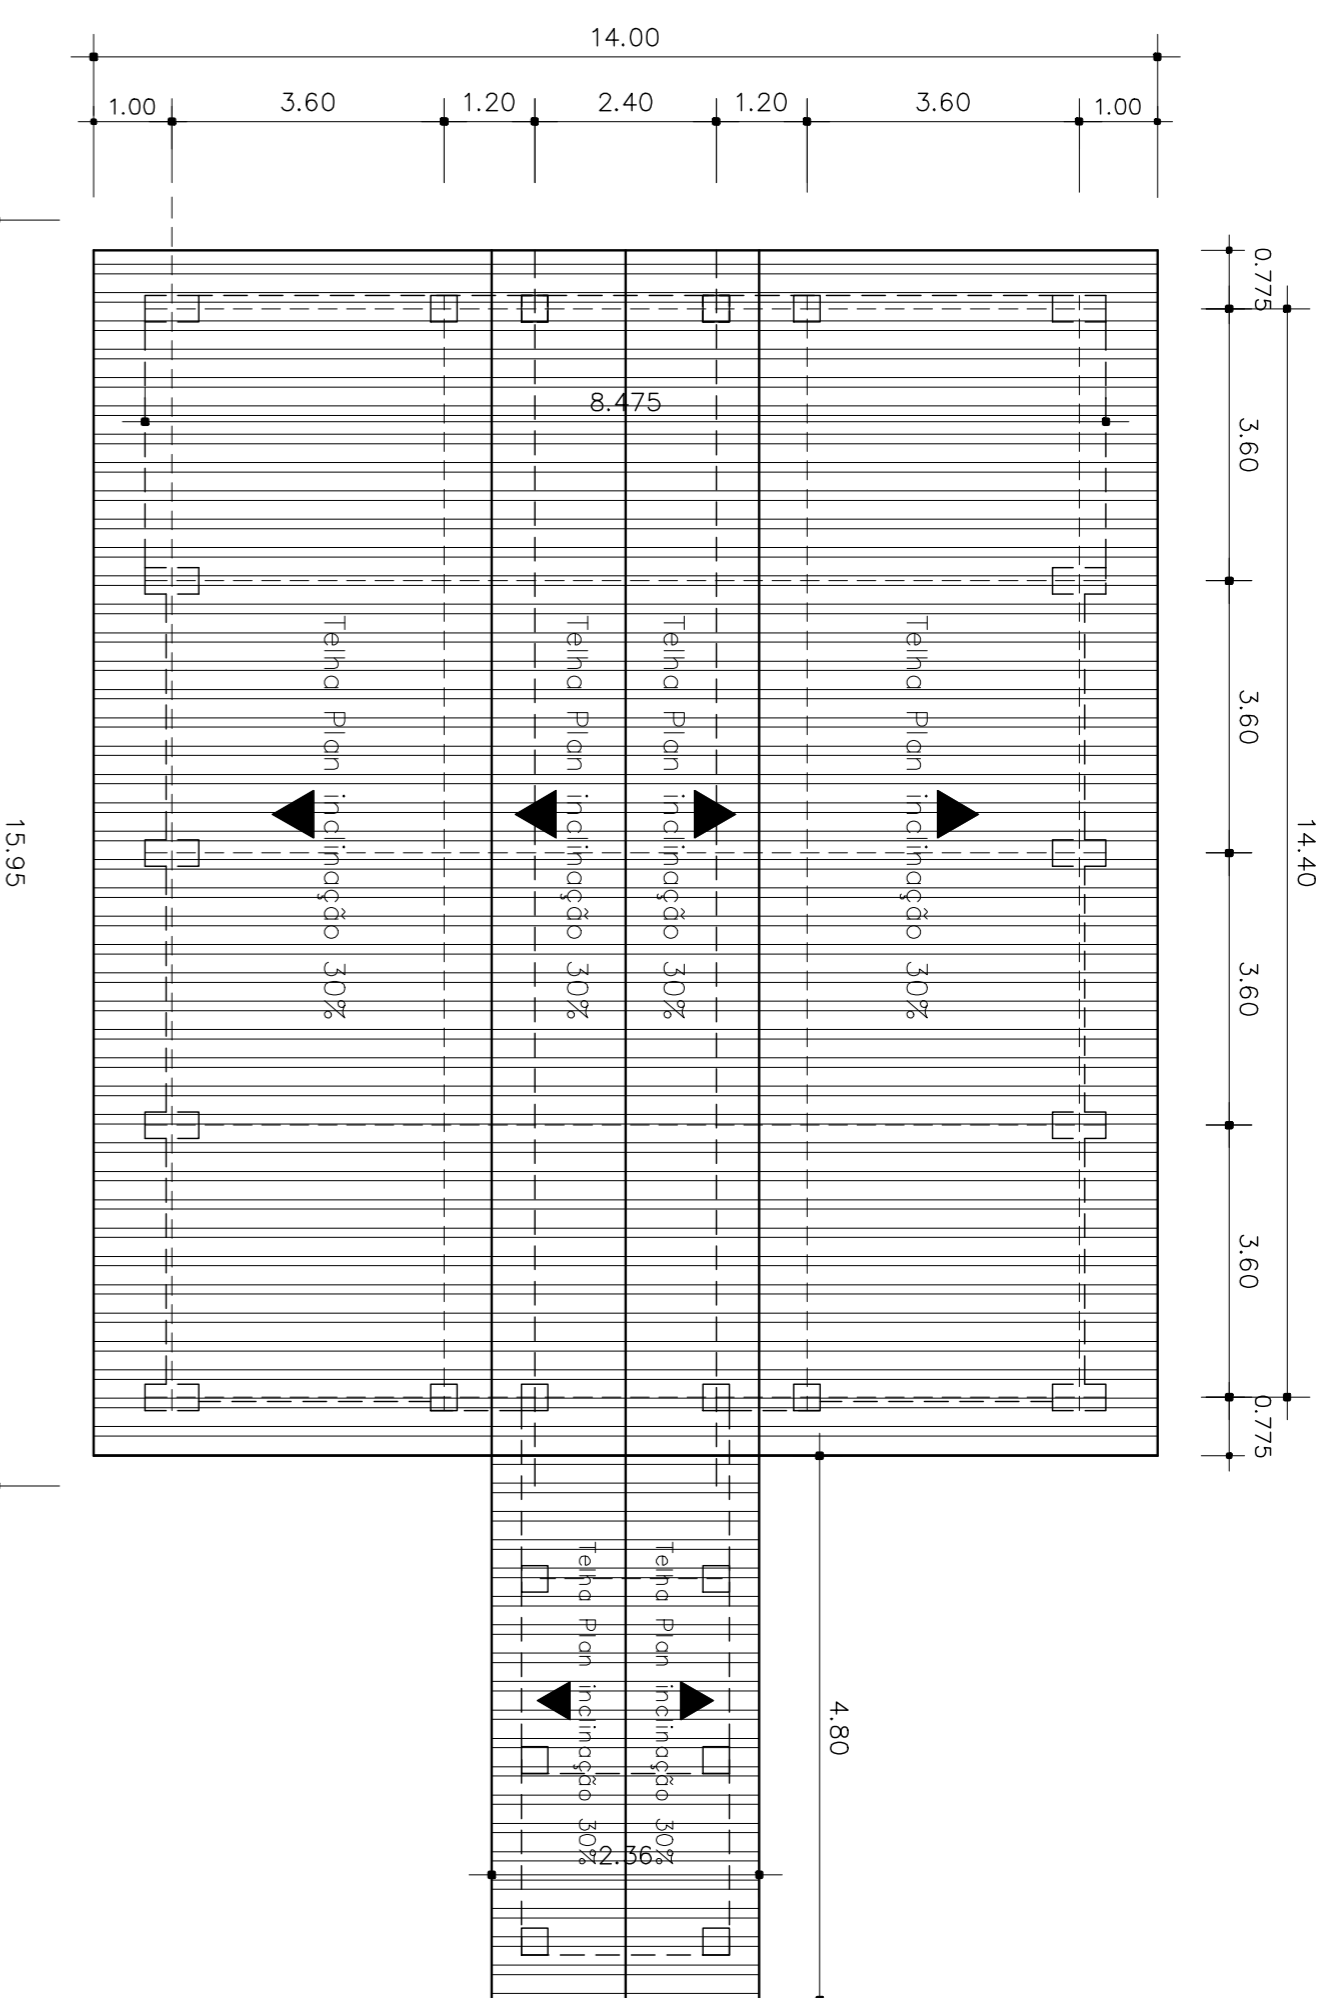 14.00
1.00 3.60 1.20 2.40 1.20 3.60 1.00
0.775
8.475
3.60
Telha Plan inclinação 30%
Telha Plan inclinação 30%
Telha Plan inclinação 30%
Telha Plan inclinação 30%
3.60
15.95
14.40
3.60
3.60
0.775
Telha Plan inclinação 30%
Telha Plan inclinação 30%
4.80
2.36